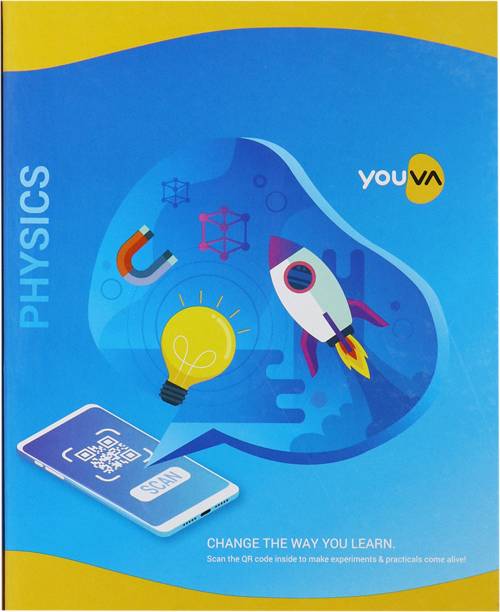 PHYSICS
youVA
SCAN
CHANGE THE WAY YOU LEARN.
Scan the QR code inside to make experiments & practicals come alive!